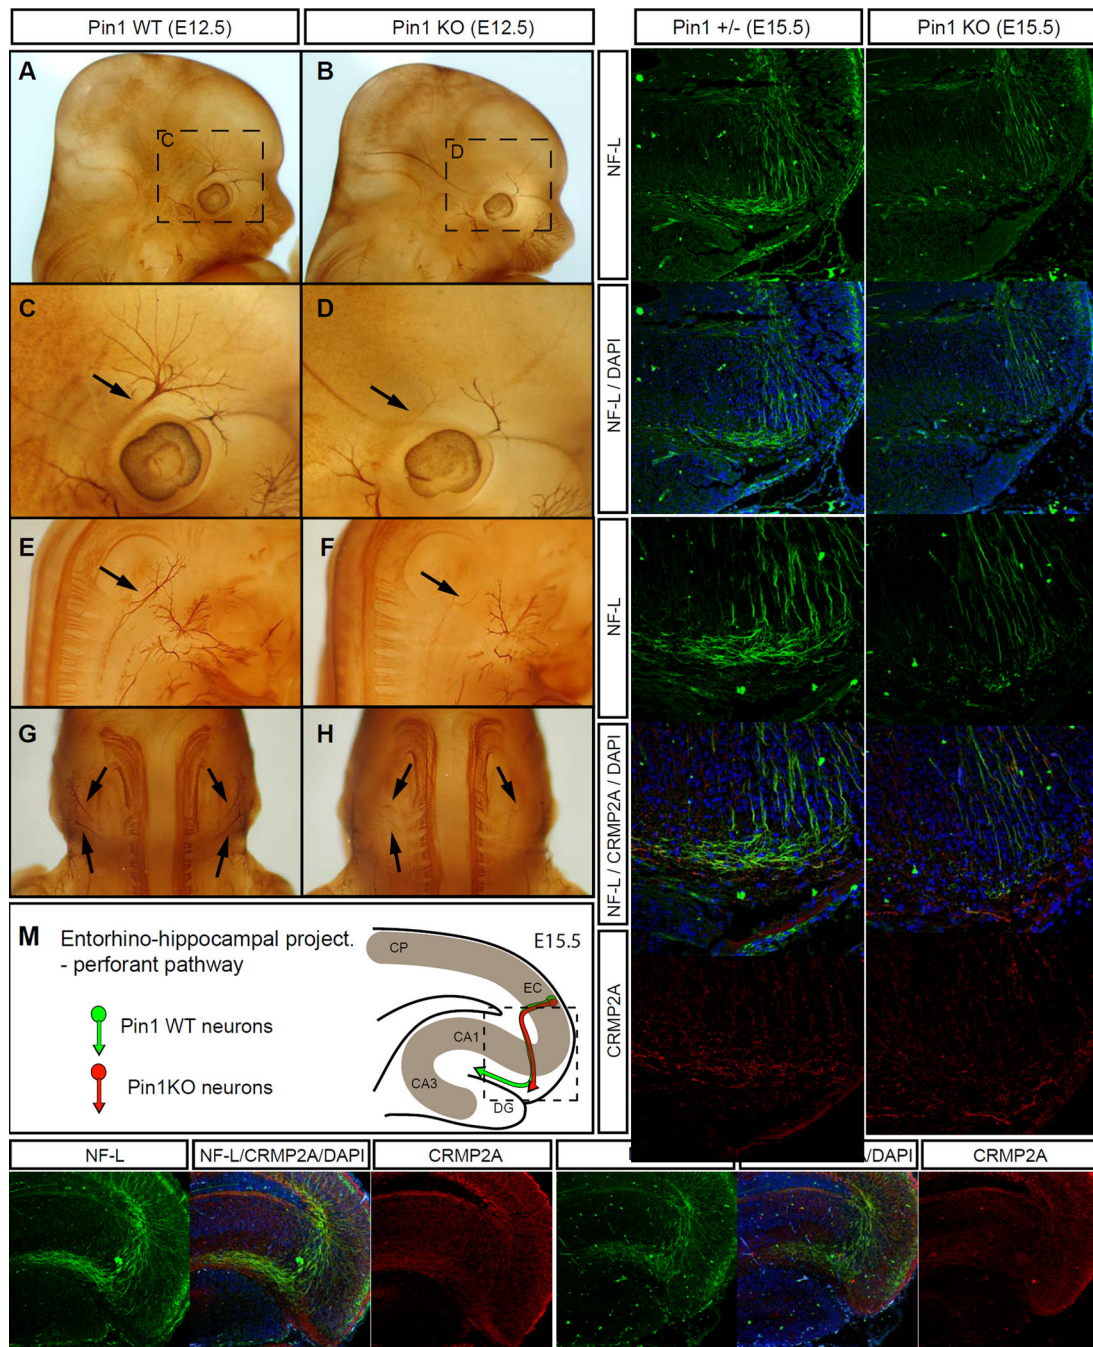 Pin1 WT (E12.5)
Pin1 KO (E12.5)
Pin1 +/- (E15.5)
Pin1 KO (E15.5)
A
B
C
D
NF-L
C
D
NF-L / DAPI
E
F
NF-L
G
H
NF-L / CRMP2A / DAPI
M
Entorhino-hippocampal project.
- perforant pathway
E15.5
CP
EC
CA1
CA3
DG
Pin1 WT neurons
Pin1KO neurons
CRMP2A
NF-L
NF-L/CRMP2A/DAPI
CRMP2A
/DAPI
CRMP2A